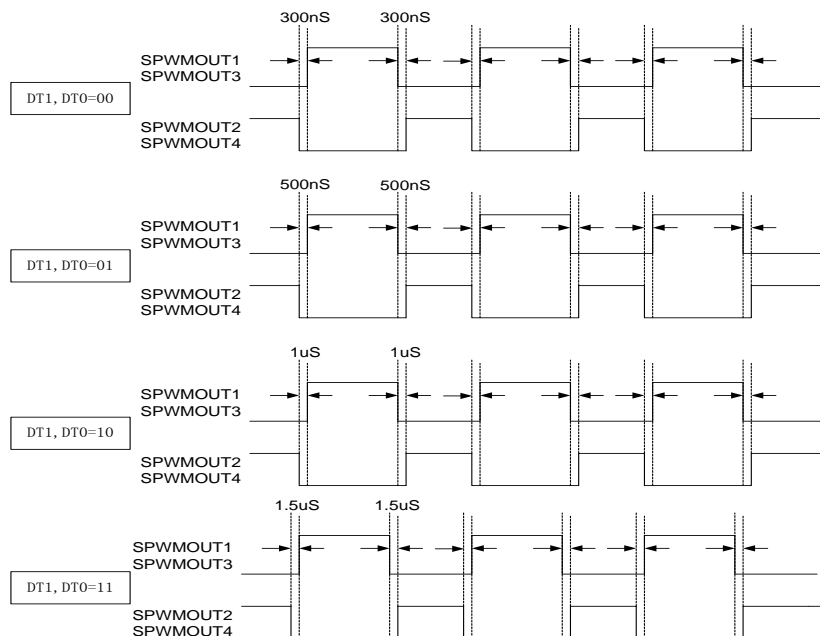 300nS 300nS
SPWMOUT1
SPWMOUT3
DT1, DT0=00
SPWMOUT2
SPWMOUT4
500nS 500nS
SPWMOUT1
SPWMOUT3
DT1, DT0=01
SPWMOUT2
SPWMOUT4
1uS 1uS
SPWMOUT1
SPWMOUT3
DT1, DT0=10
SPWMOUT2
SPWMOUT4
1.5uS 1.5uS
SPWMOUT1
SPWMOUT3
DT1, DT0=11
SPWMOUT2
SPWMOUT4